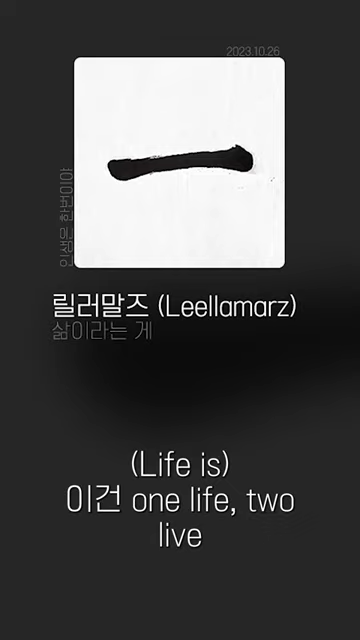 2023.10.26
인생은 한번이야
릴러말즈 (Leellamarz)
삶이라는 게
(Life is)
이건 one life, two
live